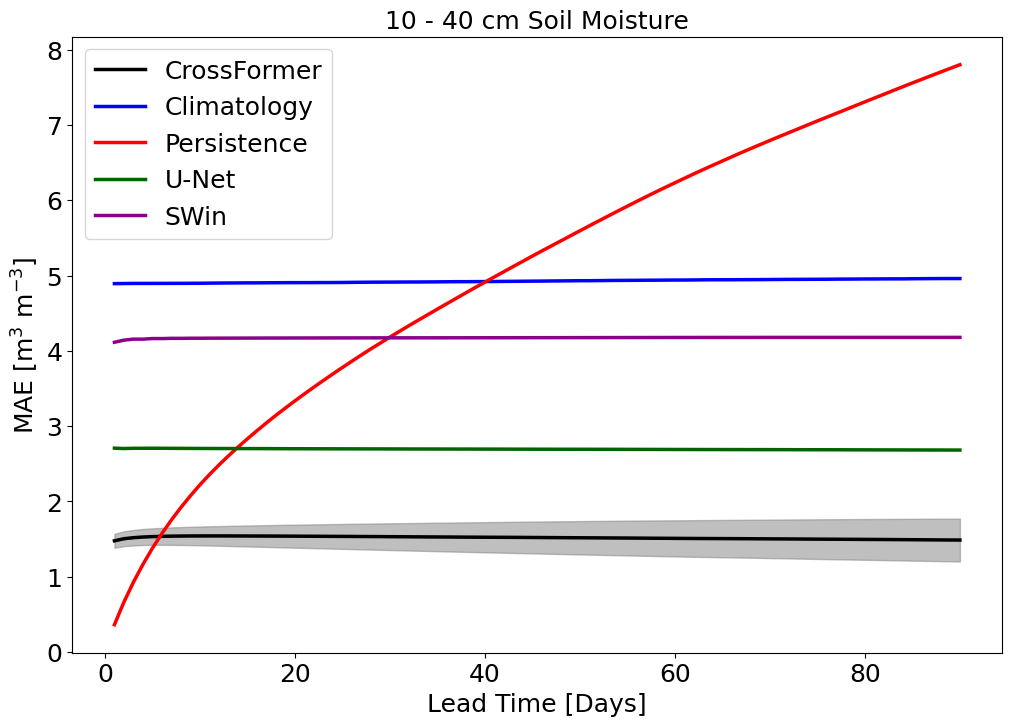 10 - 40 cm Soil Moisture
8
7
6
5
4
3
2
1
0
MAE [m³ m⁻³]
CrossFormer
Climatology
Persistence
U-Net
SWin
0 20 40 60 80
Lead Time [Days]